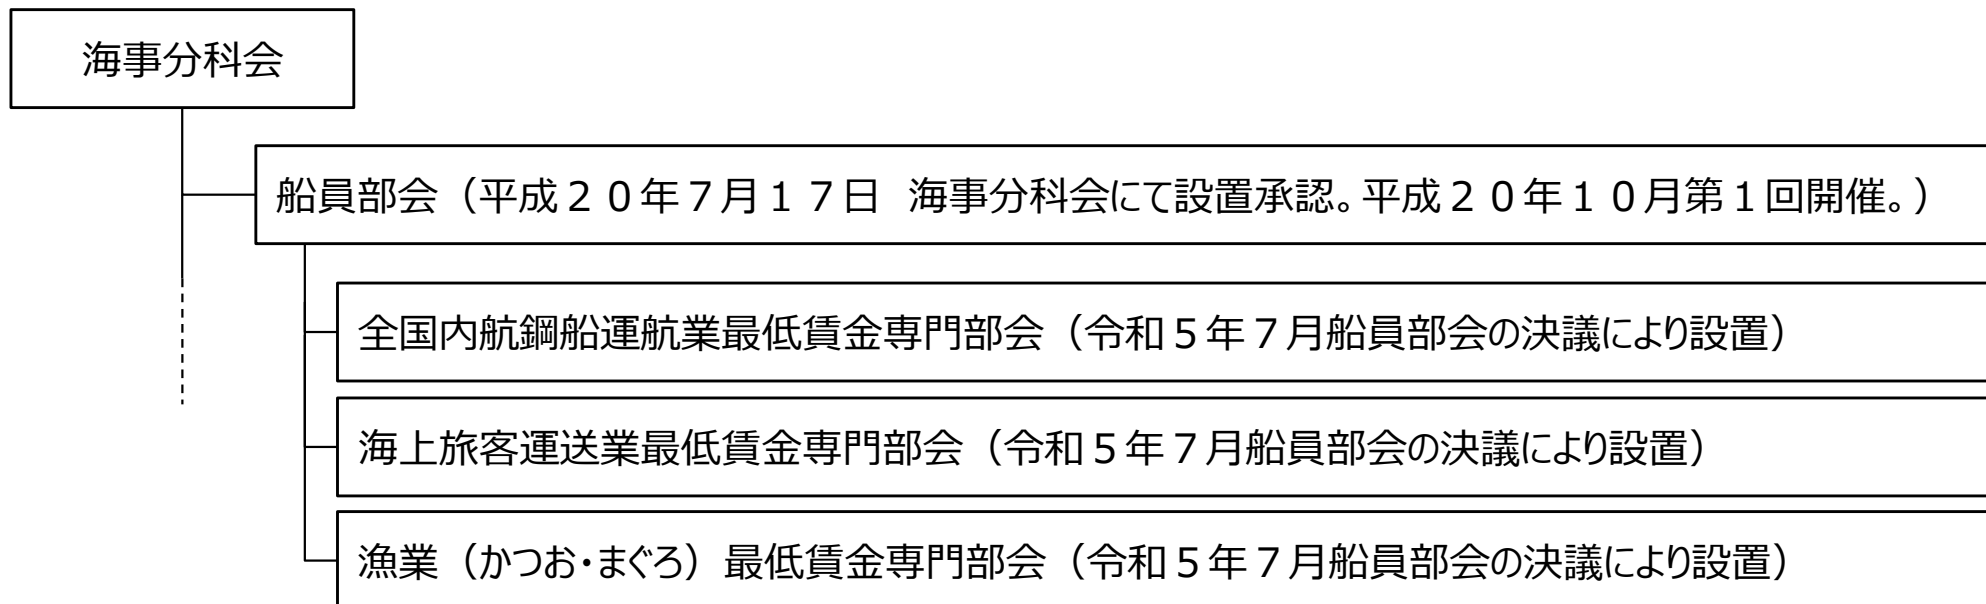 海事分科会
船員部会（平成２０年７月１７日　海事分科会にて設置承認。平成２０年１０月第１回開催。）
全国内航鋼船運航業最低賃金専門部会（令和５年７月船員部会の決議により設置）
海上旅客運送業最低賃金専門部会（令和５年７月船員部会の決議により設置）
漁業（かつお・まぐろ）最低賃金専門部会（令和５年７月船員部会の決議により設置）